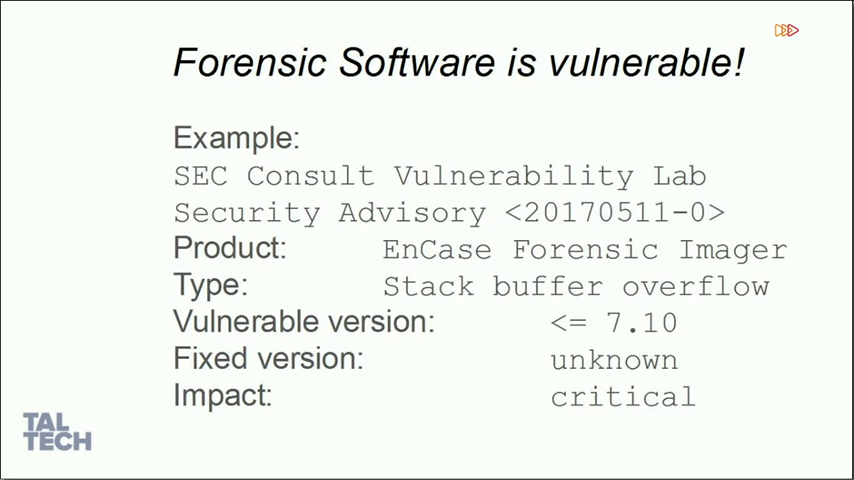 Forensic Software is vulnerable!
Example:
SEC Consult Vulnerability Lab
Security Advisory <20170511-0>
Product: EnCase Forensic Imager
Type: Stack buffer overflow
Vulnerable version: <= 7.10
Fixed version: unknown
Impact: critical
TAL
TECH